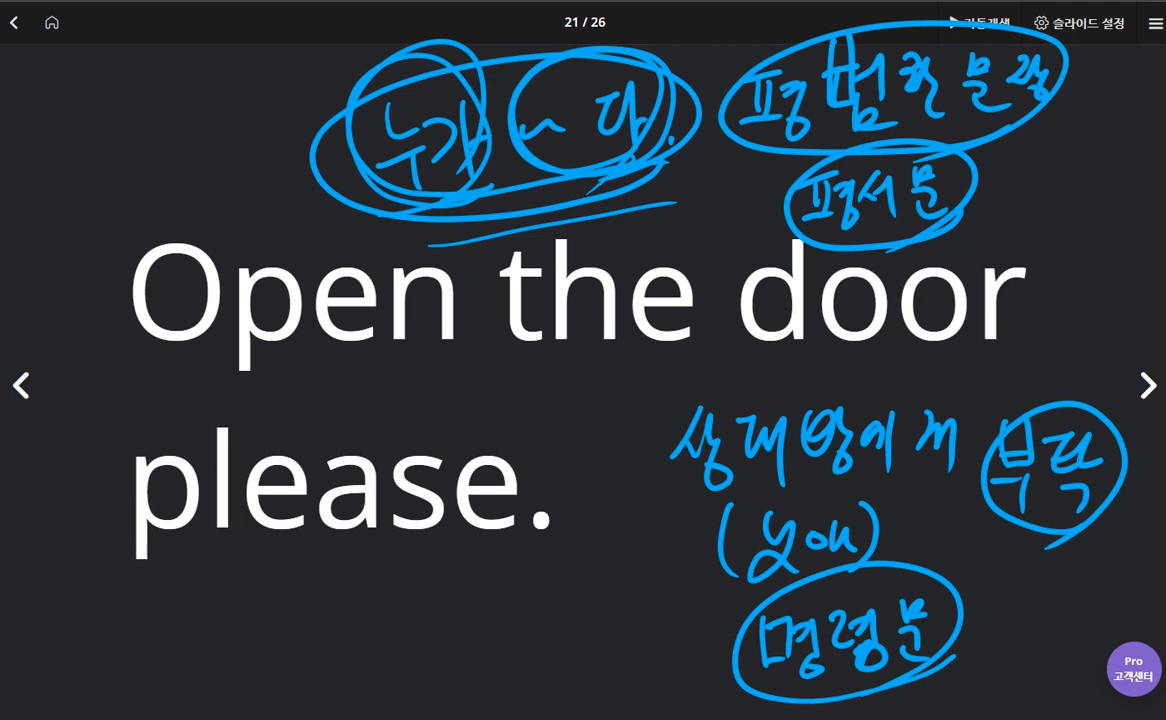 21 / 26
자동재생 슬라이드 설정
누가 ~ 다.
평범한 문장
평서문
Open the door
please.
상대방에게 부탁
(you)
명령문
Pro
고객센터